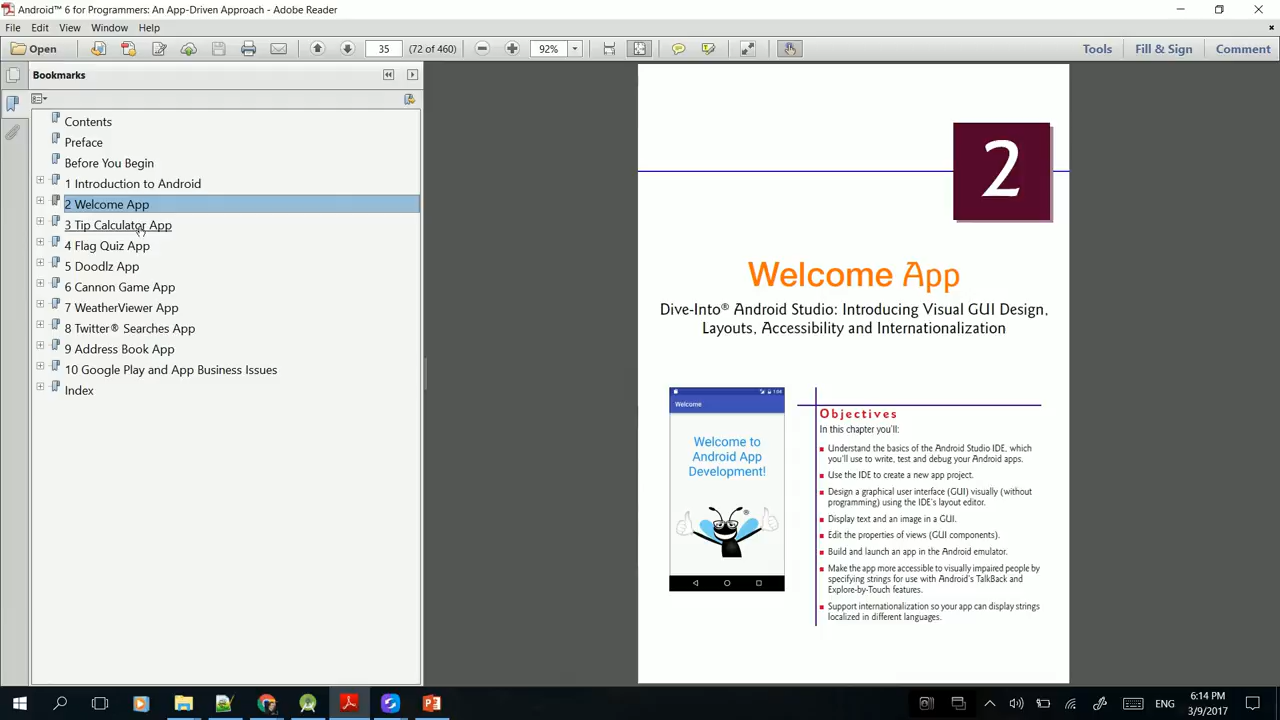 Android™ 6 for Programmers: An App-Driven Approach - Adobe Reader
File Edit View Window Help
Open 35 (72 of 460) 92% Tools Fill & Sign Comment
Bookmarks
Contents
Preface
Before You Begin
1 Introduction to Android
2 Welcome App
3 Tip Calculator App
4 Flag Quiz App
5 Doodlz App
6 Cannon Game App
7 WeatherViewer App
8 Twitter® Searches App
9 Address Book App
10 Google Play and App Business Issues
Index
2
Welcome App
Dive-Into® Android Studio: Introducing Visual GUI Design,
Layouts, Accessibility and Internationalization
1:04
Welcome
Welcome to
Android App
Development!
®
Objectives
In this chapter you'll:
Understand the basics of the Android Studio IDE, which
you'll use to write, test and debug your Android apps.
Use the IDE to create a new app project.
Design a graphical user interface (GUI) visually (without
programming) using the IDE's layout editor.
Display text and an image in a GUI.
Edit the properties of views (GUI components).
Build and launch an app in the Android emulator.
Make the app more accessible to visually impaired people by
specifying strings for use with Android's TalkBack and
Explore-by-Touch features.
Support internationalization so your app can display strings
localized in different languages.
ENG
6:14 PM
3/9/2017